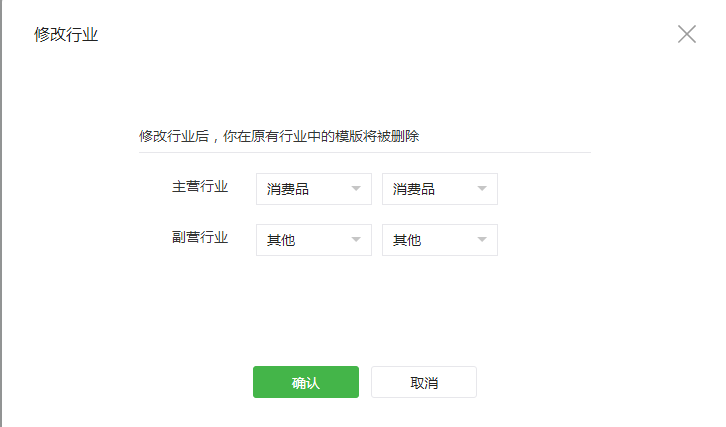 修改行业
修改行业后，你在原有行业中的模版将被删除
主营行业 消费品 消费品
副营行业 其他 其他
确认 取消